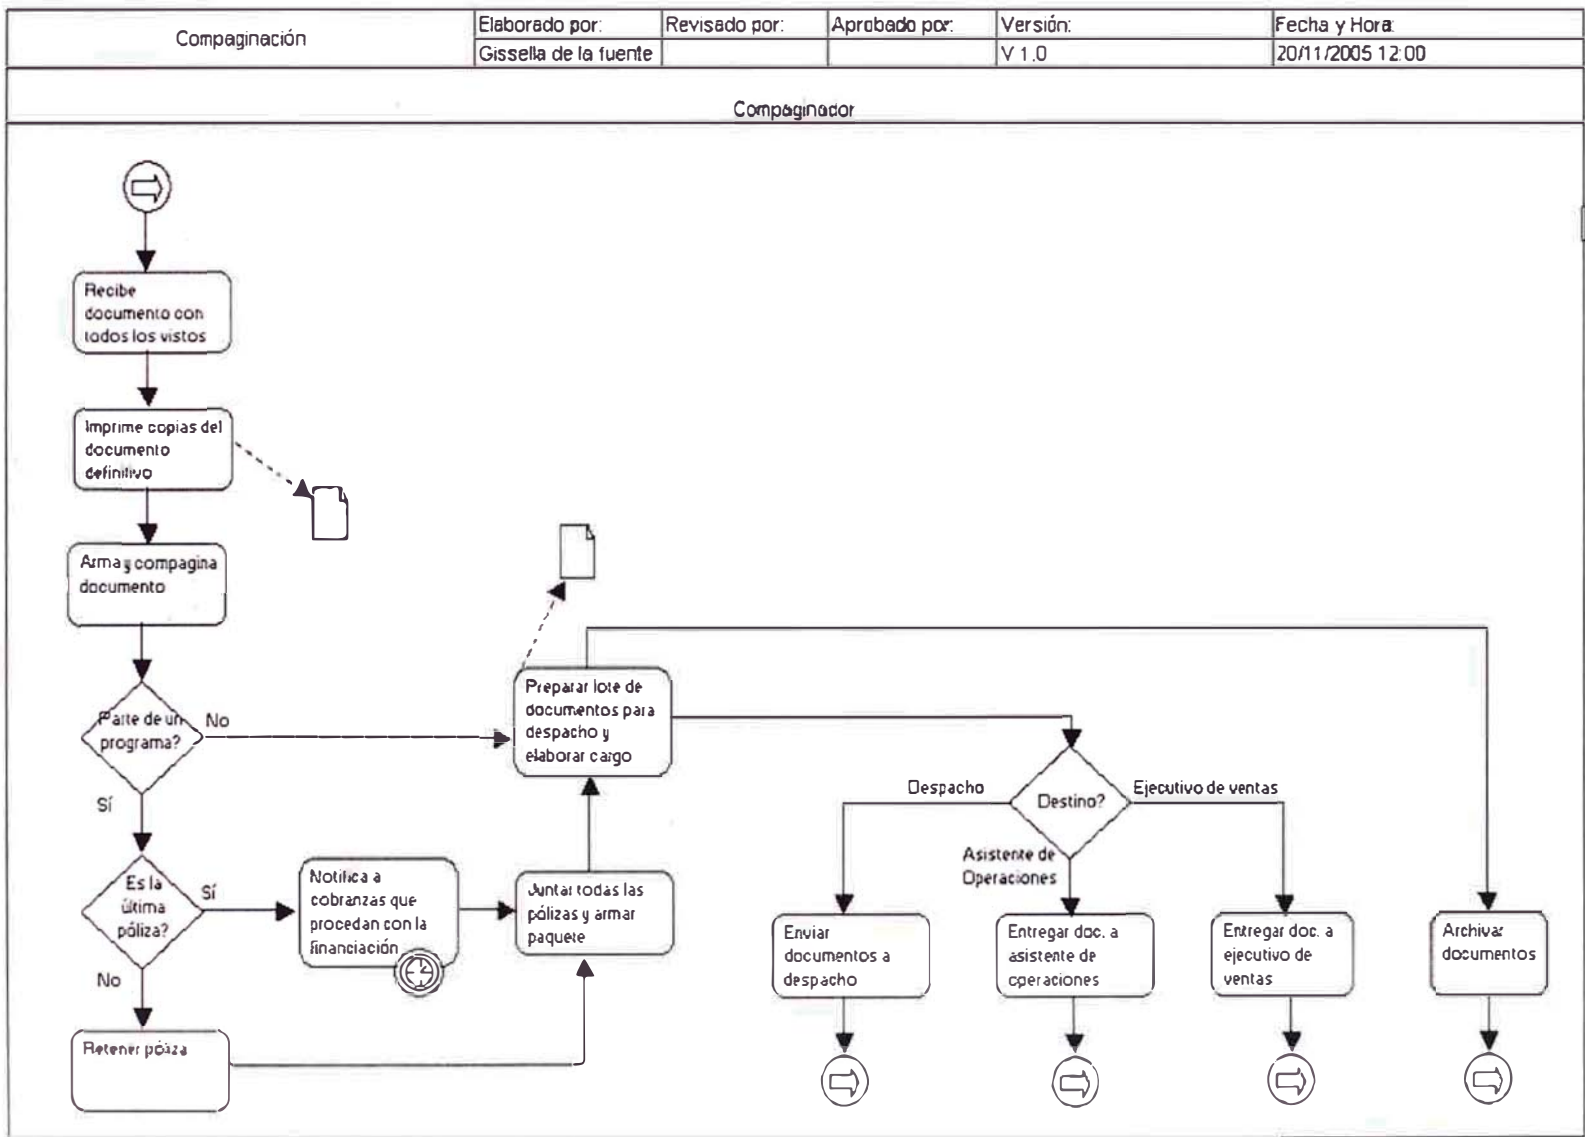 Compaginación
Elaborado por:
Revisado por:
Aprobado por:
Versión:
Fecha y Hora:
Gissella de la fuente
V 1.0
20/11/2005 12:00
Compaginador
Recibe
documento con
todos los vistos
Imprime copias del
documento
definitivo
Arma y compagina
documento
Parte de un
programa?
No
Sí
Es la
última
póliza?
Sí
No
Retener póliza
Notifica a
cobranzas que
procedan con la
financiación
Juntar todas las
pólizas y armar
paquete
Preparar lote de
documentos para
despacho y
elaborar cargo
Destino?
Despacho
Ejecutivo de ventas
Asistente de
Operaciones
Enviar
documentos a
despacho
Entregar doc. a
asistente de
operaciones
Entregar doc. a
ejecutivo de
ventas
Archivar
documentos